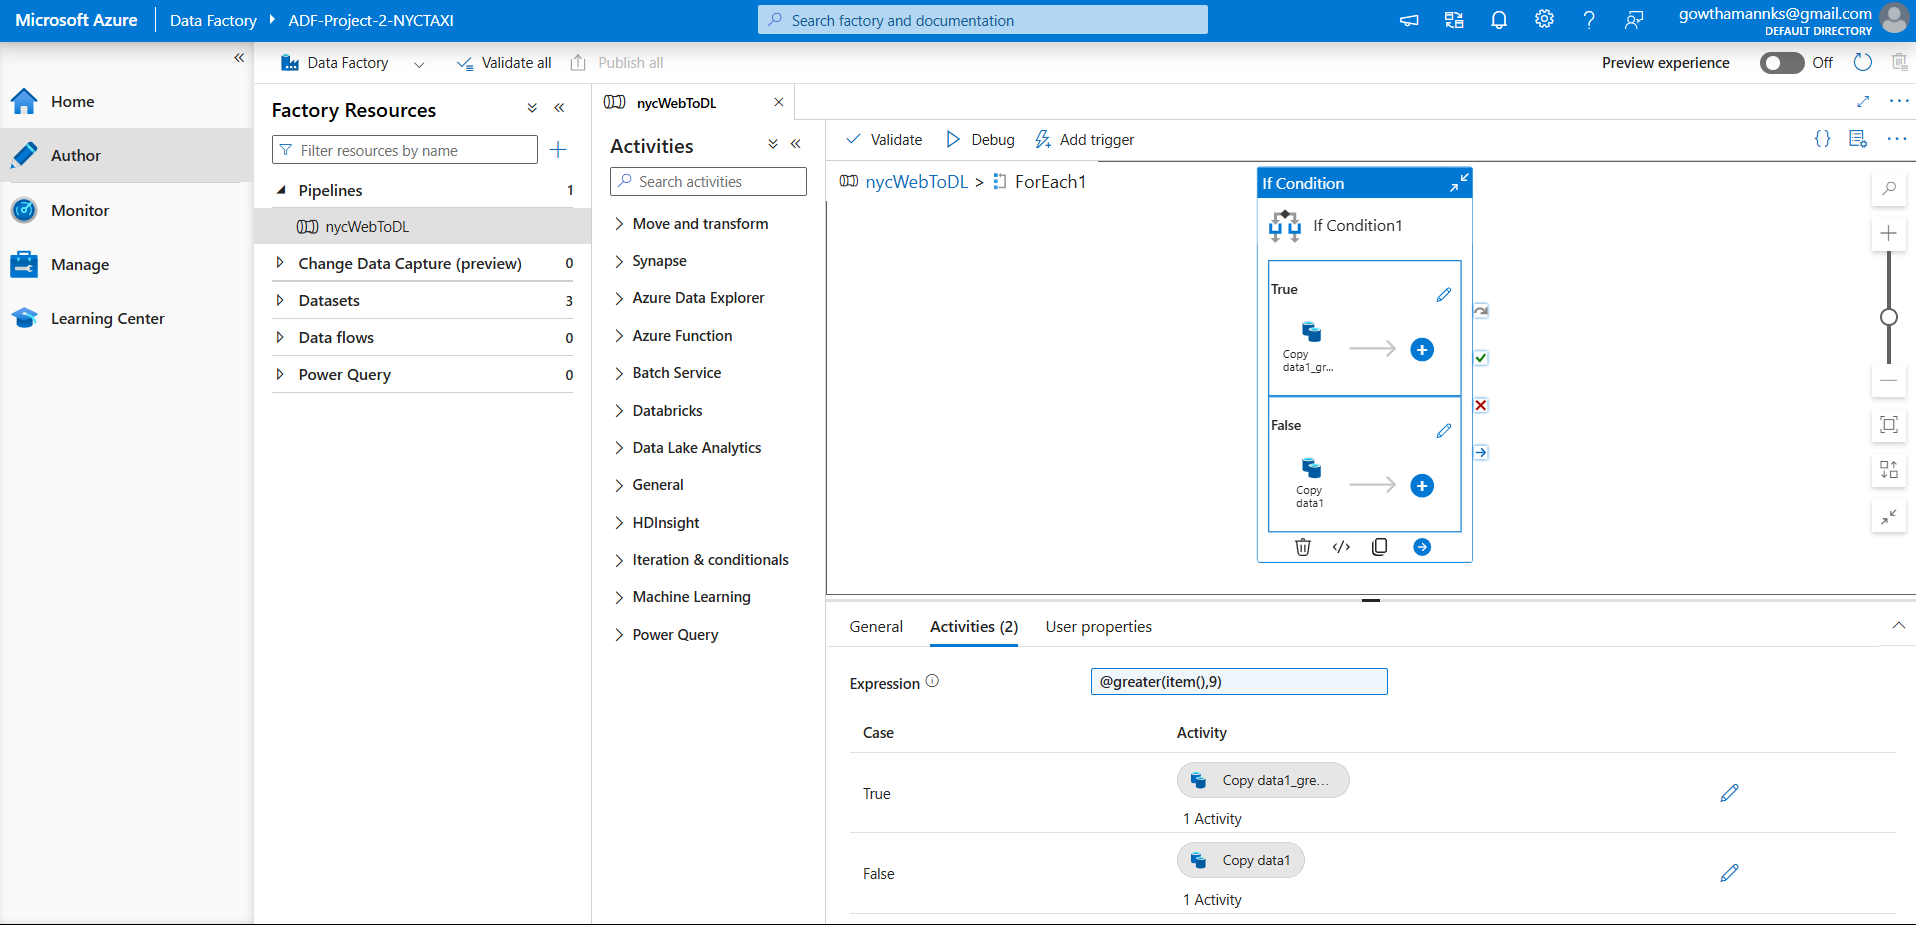 Microsoft Azure Data Factory ADF-Project-2-NYCTAXI
Search factory and documentation
gowthamannks@gmail.com
DEFAULT DIRECTORY
Home
Author
Monitor
Manage
Learning Center
Data Factory Validate all Publish all
Preview experience Off
Factory Resources
Filter resources by name
Pipelines 1
nycWebToDL
Change Data Capture (preview) 0
Datasets 3
Data flows 0
Power Query 0
nycWebToDL
Activities
Search activities
Move and transform
Synapse
Azure Data Explorer
Azure Function
Batch Service
Databricks
Data Lake Analytics
General
HDInsight
Iteration & conditionals
Machine Learning
Power Query
Validate Debug Add trigger
nycWebToDL > ForEach1
If Condition
If Condition1
True
Copy
data1_gr...
False
Copy
data1
General Activities (2) User properties
Expression @greater(item(),9)
Case Activity
True Copy data1_gre...
1 Activity
False Copy data1
1 Activity